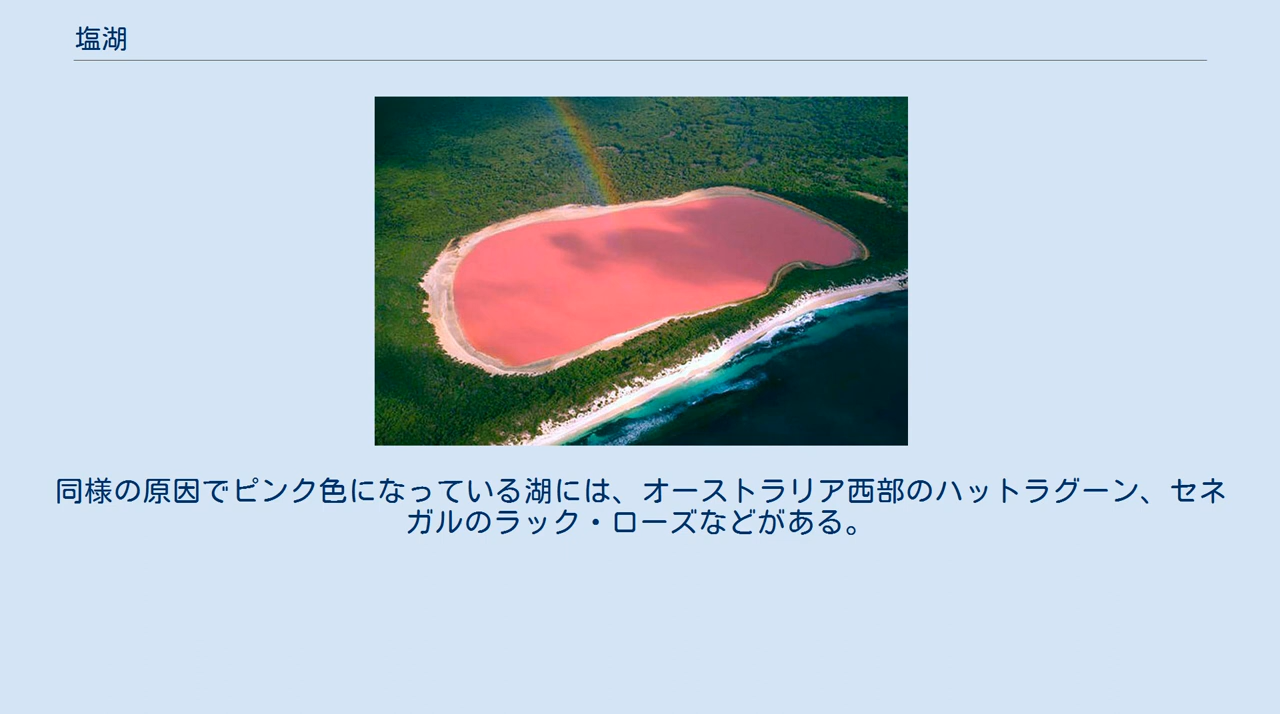 塩湖
同様の原因でピンク色になっている湖には、オーストラリア西部のハットラグーン、セネ
ガルのラック・ローズなどがある。